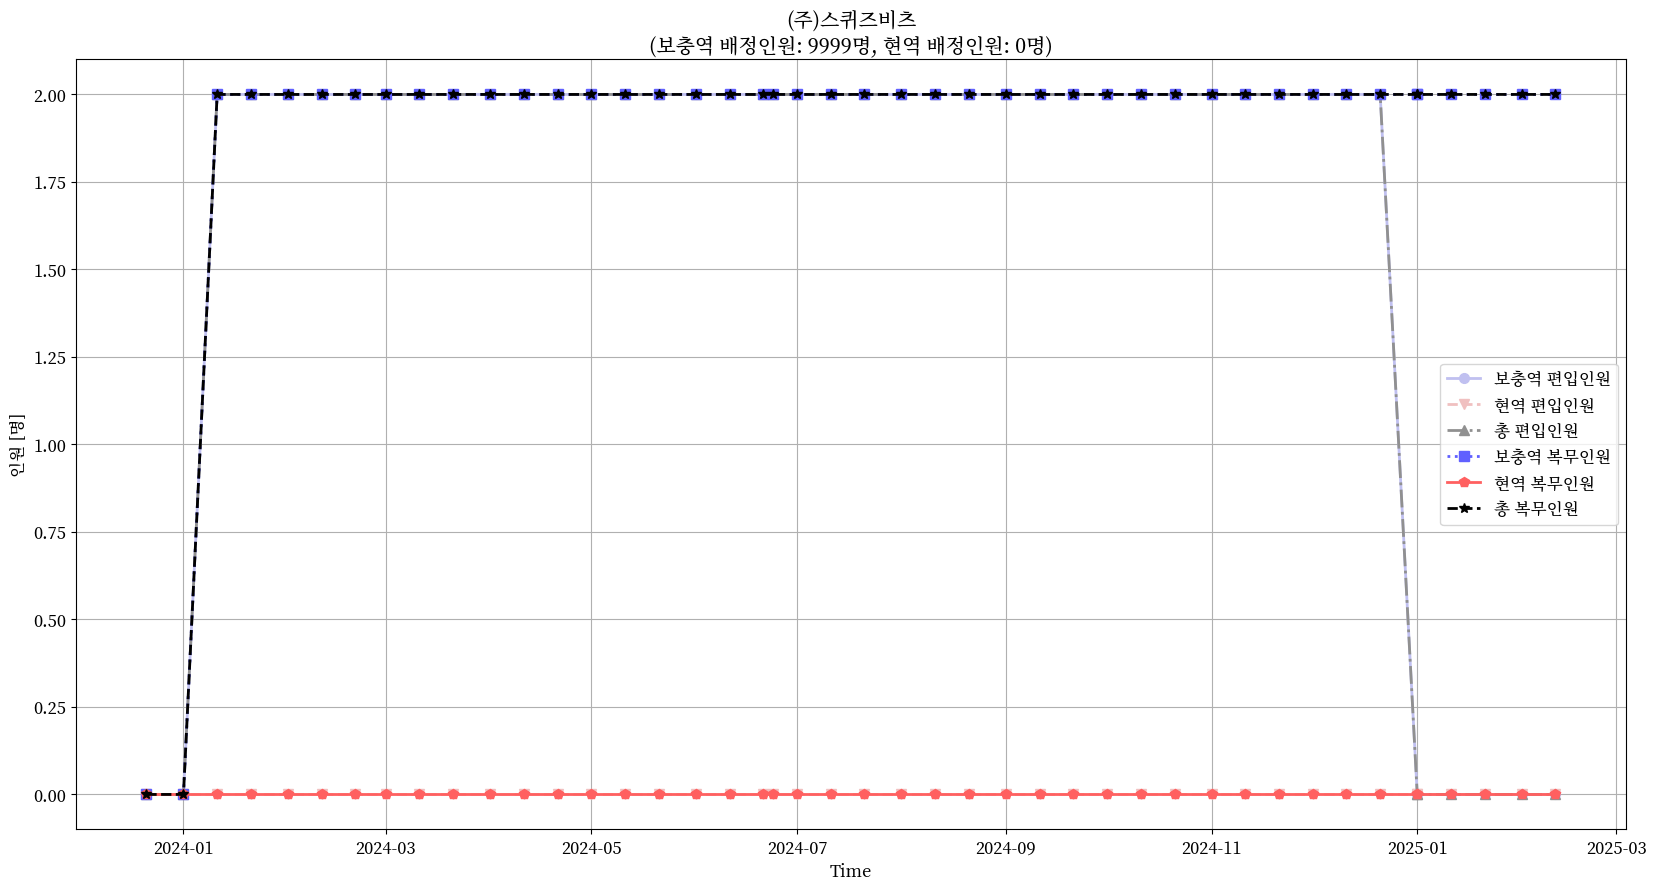 (주)스퀴즈비츠
(보충역 배정인원: 9999명, 현역 배정인원: 0명)
인원 [명]
2.00
1.75
1.50
1.25
1.00
0.75
0.50
0.25
0.00
보충역 편입인원
현역 편입인원
총 편입인원
보충역 복무인원
현역 복무인원
총 복무인원
2024-01
2024-03
2024-05
2024-07
2024-09
2024-11
2025-01
2025-03
Time